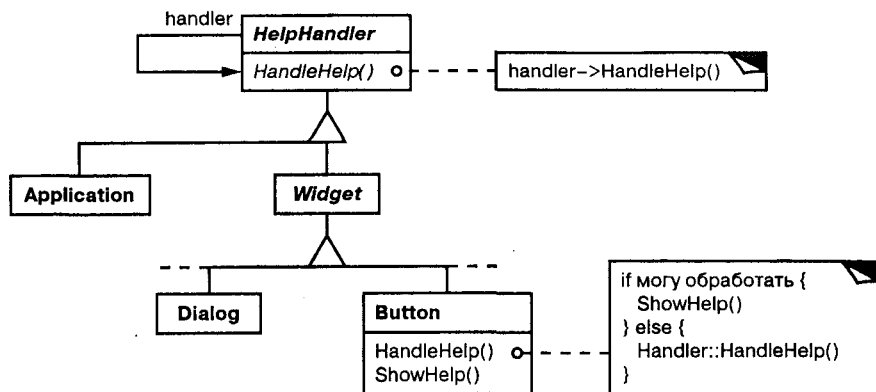 handler
HelpHandler
HandleHelp()
handler->HandleHelp()
Application
Widget
Dialog
Button
HandleHelp()
ShowHelp()
if могу обработать {
ShowHelp()
} else {
Handler::HandleHelp()
}